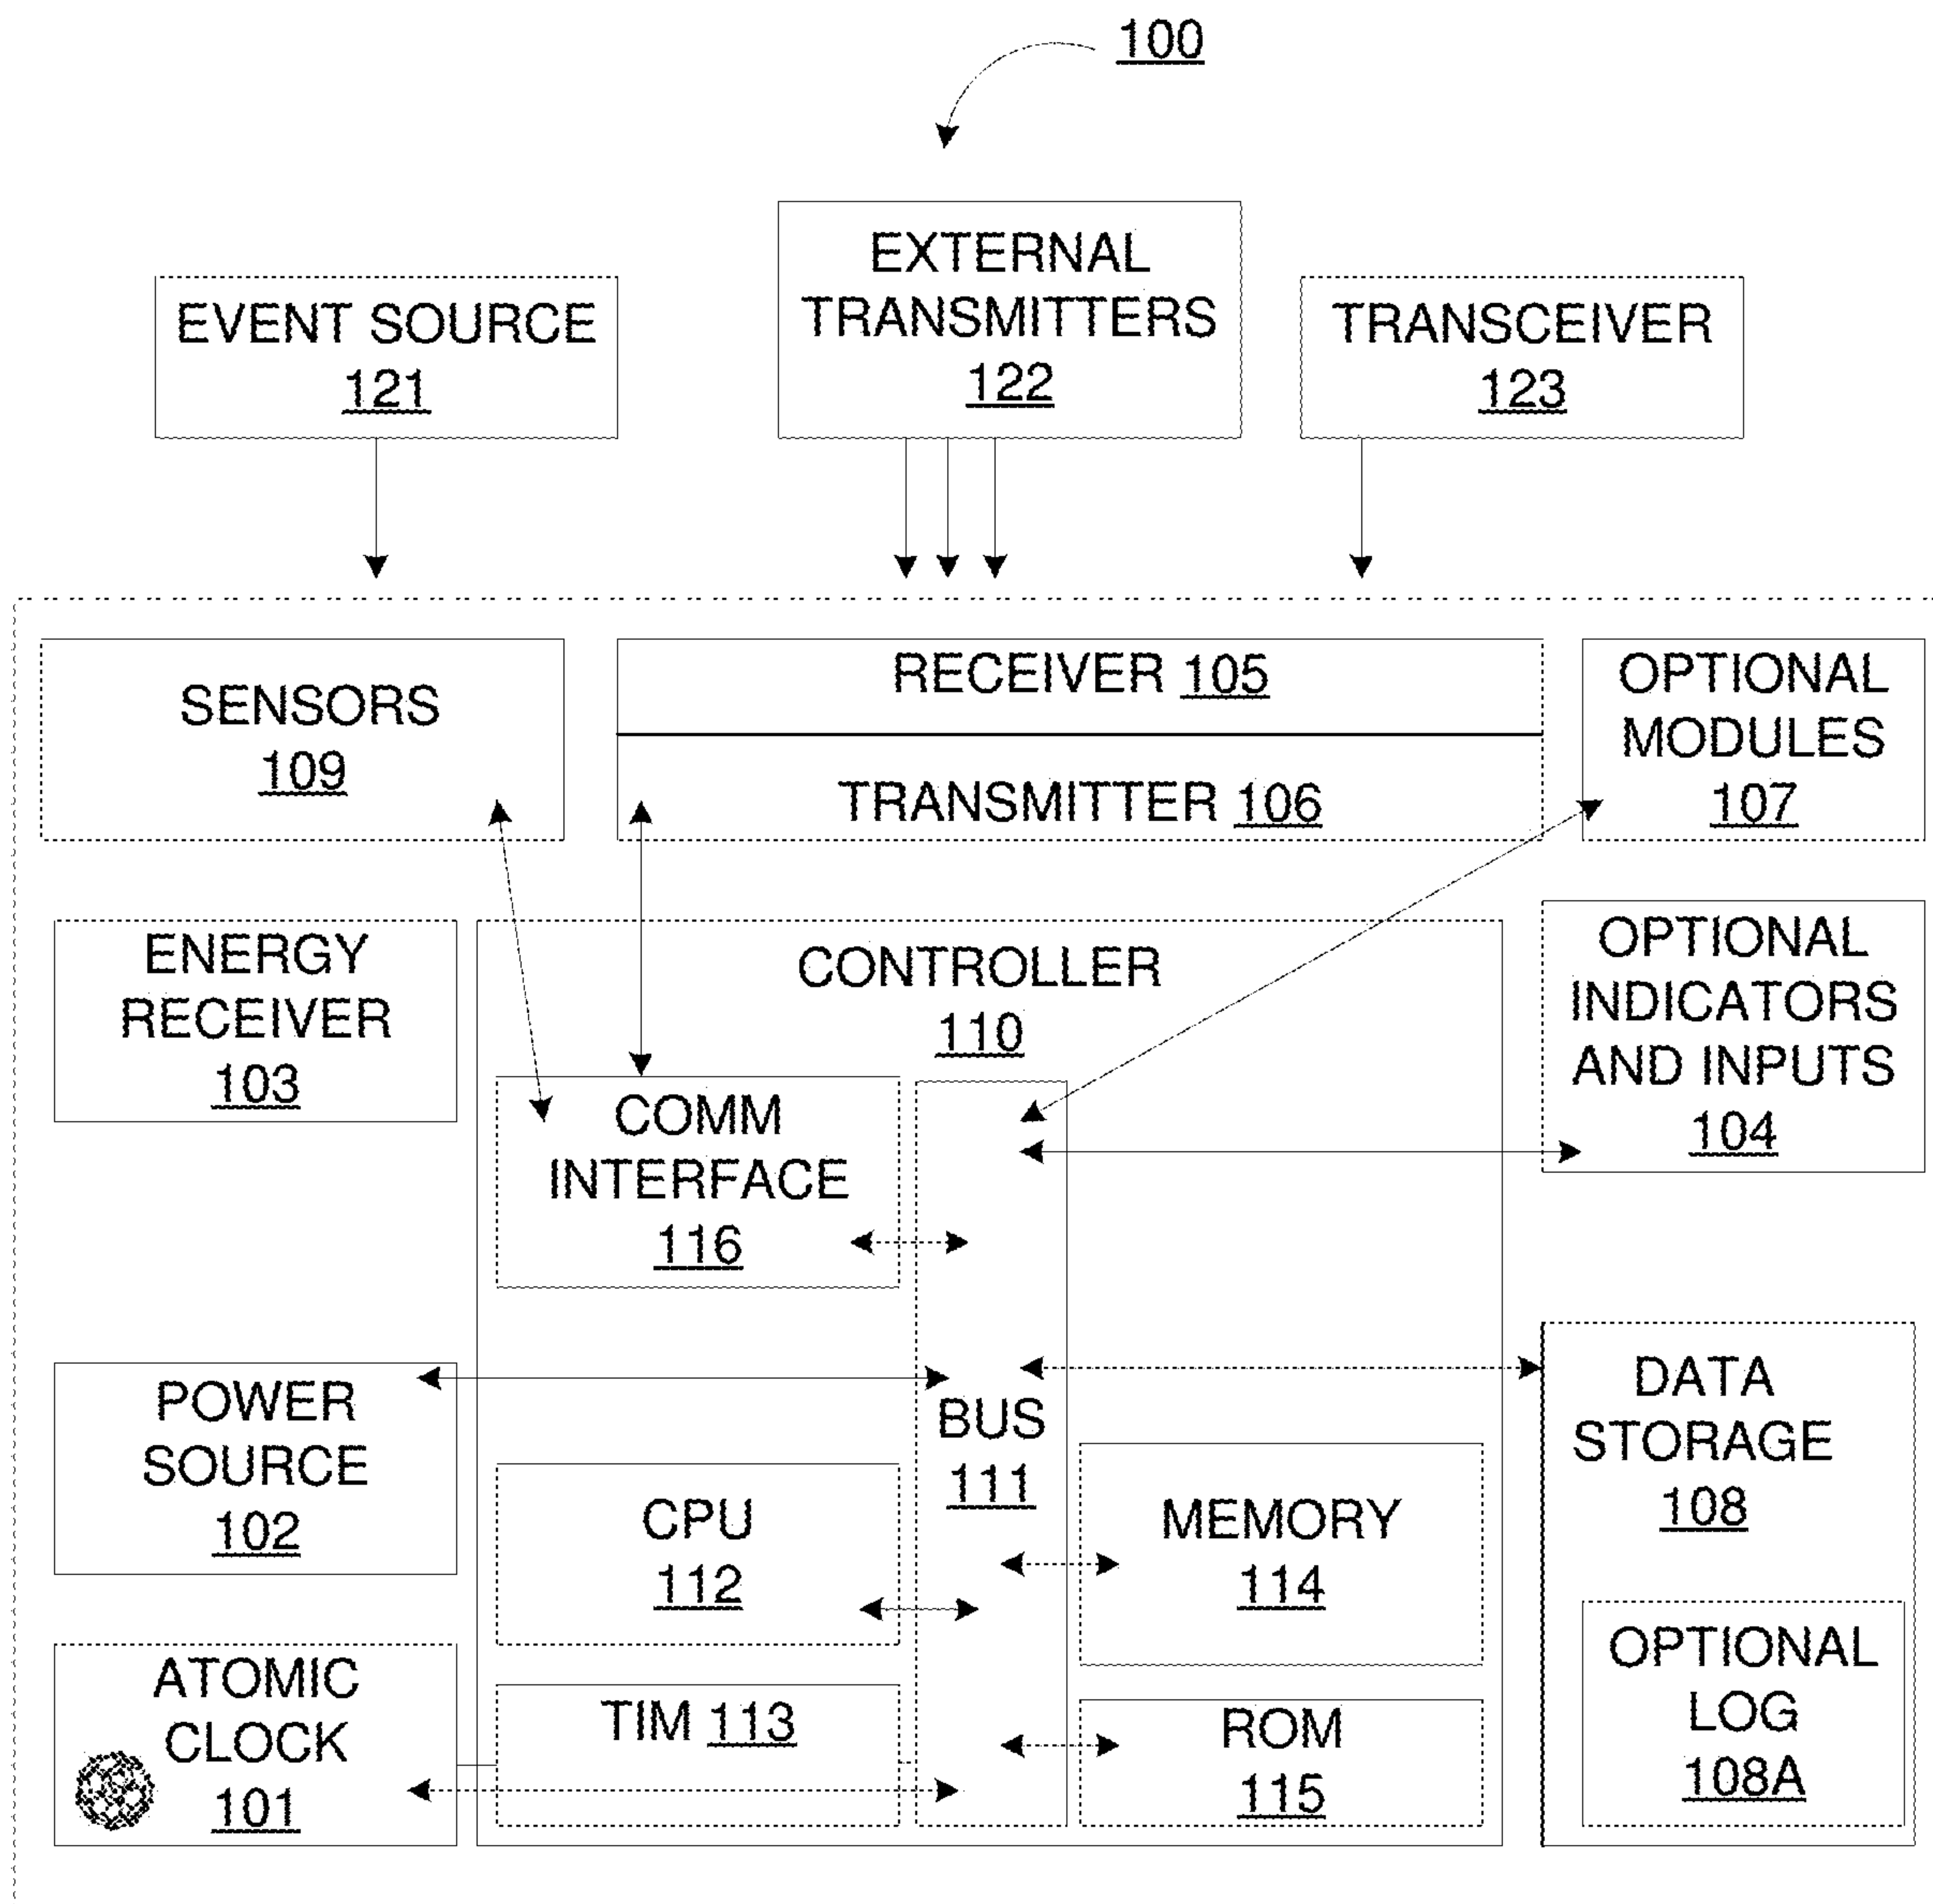 100
EVENT SOURCE
121
EXTERNAL
TRANSMITTERS
122
TRANSCEIVER
123
SENSORS
109
RECEIVER 105
TRANSMITTER 106
OPTIONAL
MODULES
107
ENERGY
RECEIVER
103
CONTROLLER
110
OPTIONAL
INDICATORS
AND INPUTS
104
COMM
INTERFACE
116
POWER
SOURCE
102
BUS
111
DATA
STORAGE
108
CPU
112
MEMORY
114
ATOMIC
CLOCK
101
TIM 113
ROM
115
OPTIONAL
LOG
108A